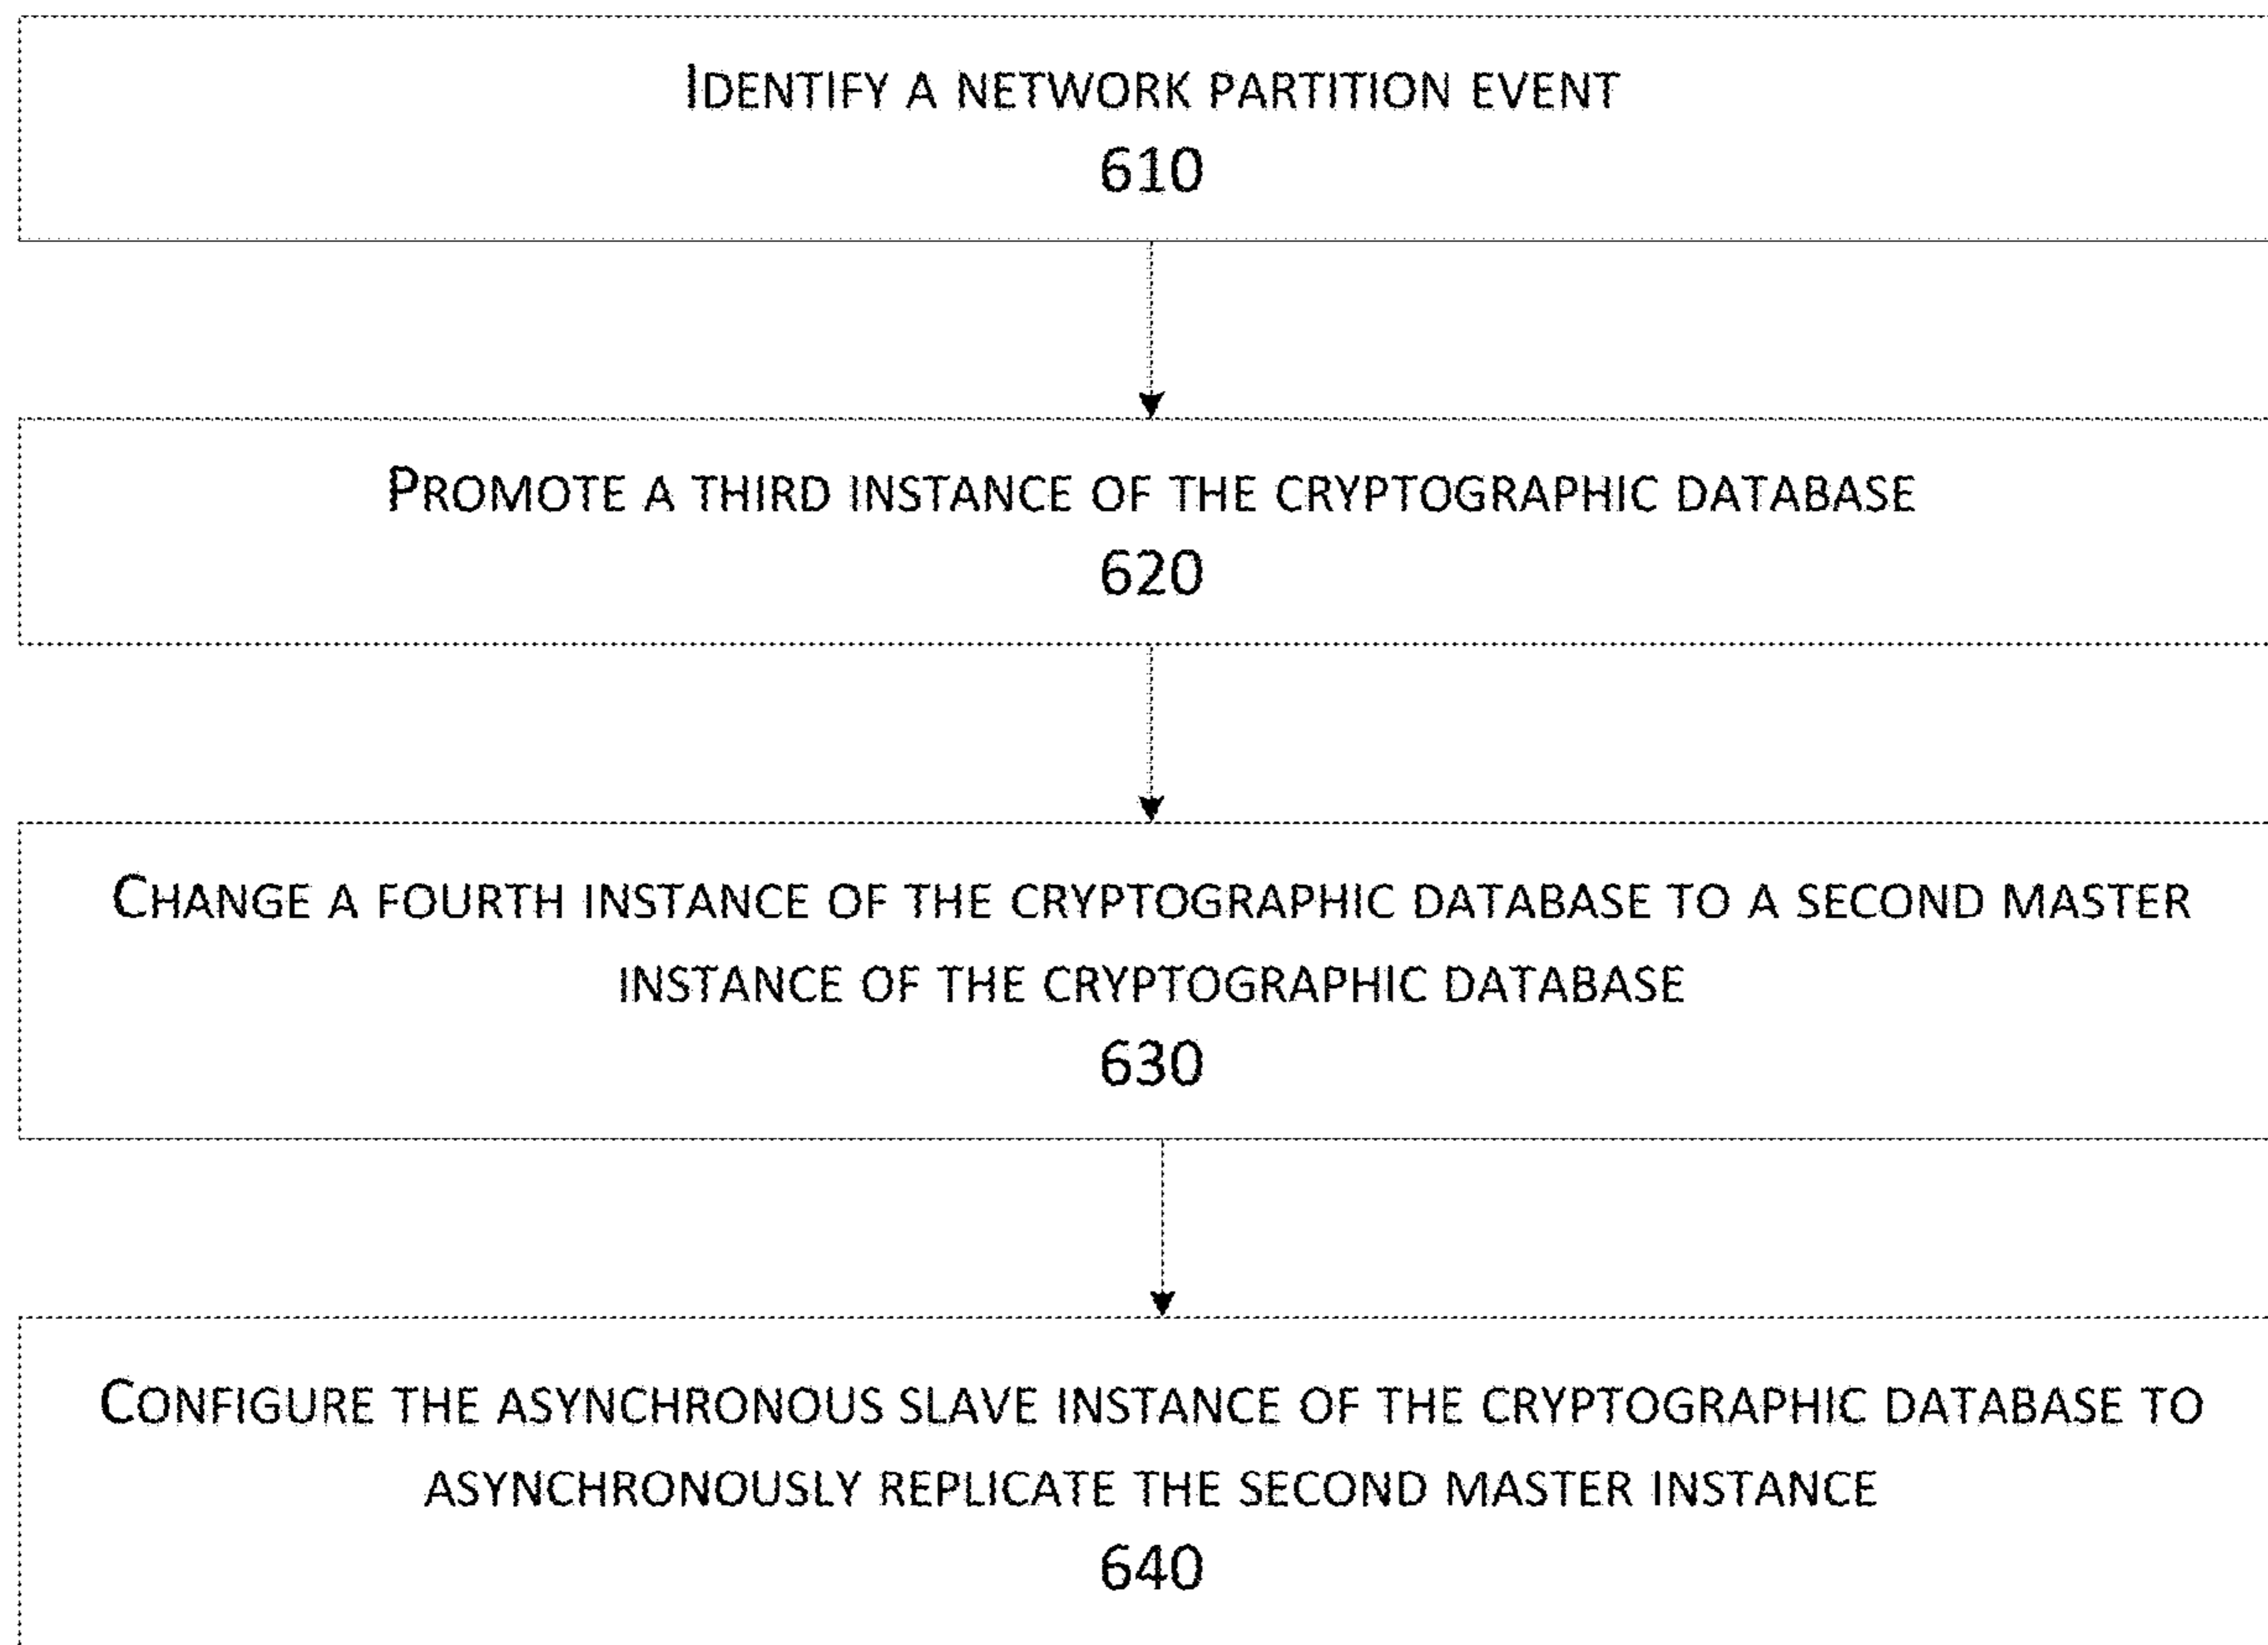 IDENTIFY A NETWORK PARTITION EVENT
610
PROMOTE A THIRD INSTANCE OF THE CRYPTOGRAPHIC DATABASE
620
CHANGE A FOURTH INSTANCE OF THE CRYPTOGRAPHIC DATABASE TO A SECOND MASTER
INSTANCE OF THE CRYPTOGRAPHIC DATABASE
630
CONFIGURE THE ASYNCHRONOUS SLAVE INSTANCE OF THE CRYPTOGRAPHIC DATABASE TO
ASYNCHRONOUSLY REPLICATE THE SECOND MASTER INSTANCE
640